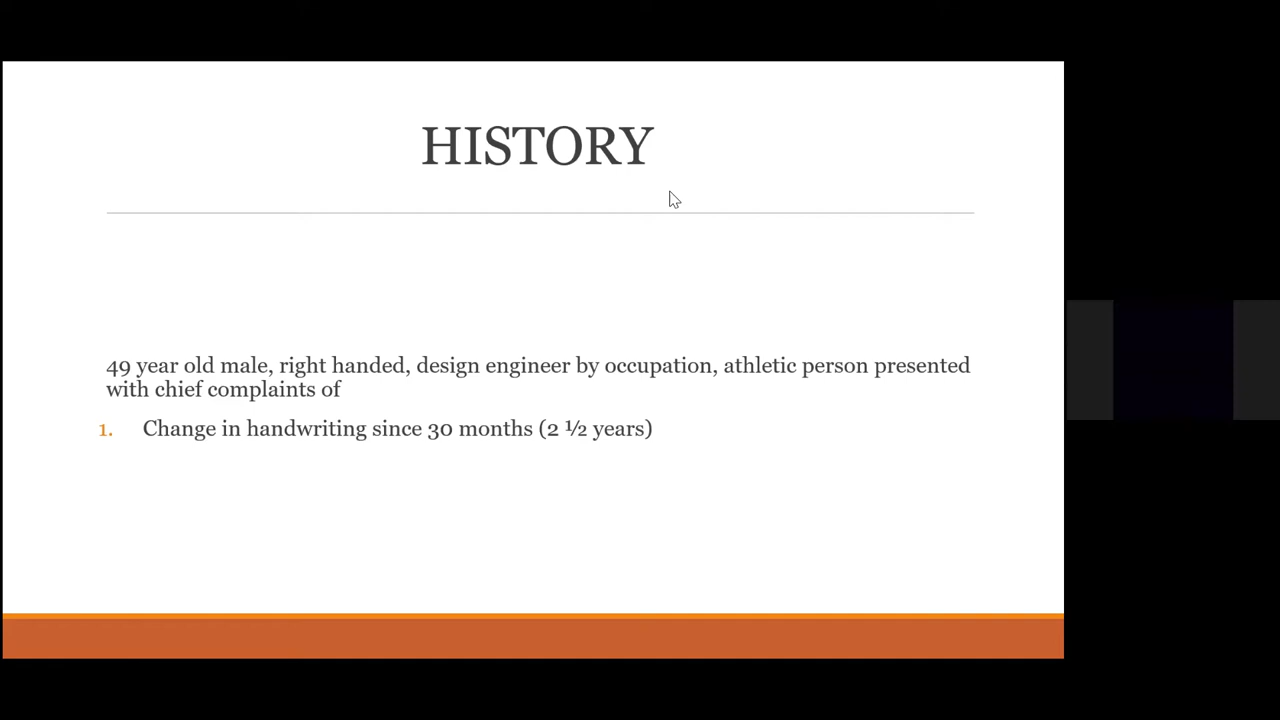 HISTORY
49 year old male, right handed, design engineer by occupation, athletic person presented
with chief complaints of
1. Change in handwriting since 30 months (2 ½ years)